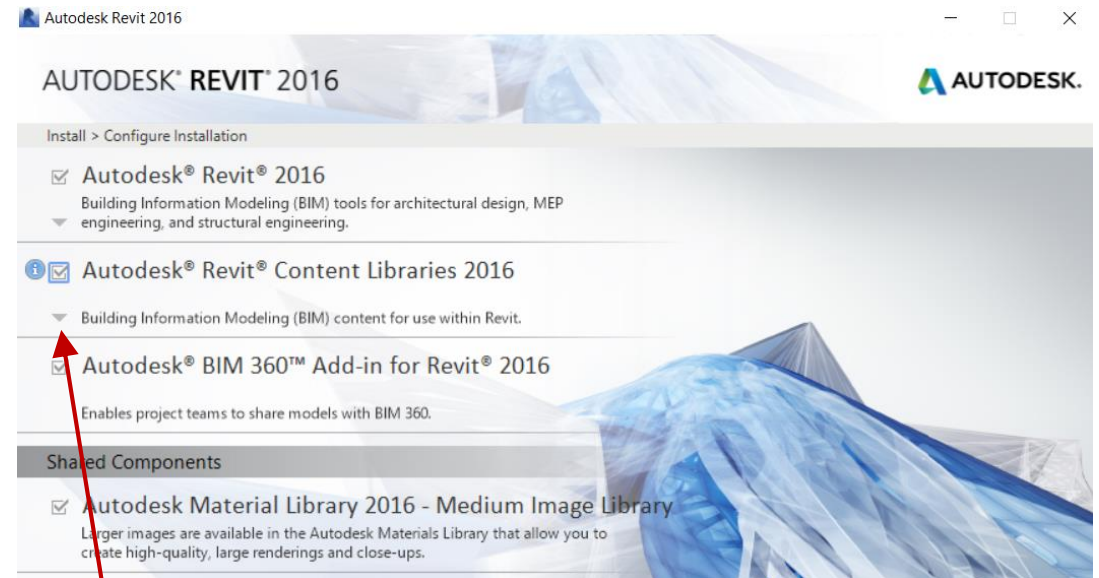 Autodesk Revit 2016
AUTODESK® REVIT® 2016
AUTODESK.
Install > Configure Installation
Autodesk® Revit® 2016
Building Information Modeling (BIM) tools for architectural design, MEP
engineering, and structural engineering.
Autodesk® Revit® Content Libraries 2016
Building Information Modeling (BIM) content for use within Revit.
Autodesk® BIM 360™ Add-in for Revit® 2016
Enables project teams to share models with BIM 360.
Shared Components
Autodesk Material Library 2016 - Medium Image Library
Larger images are available in the Autodesk Materials Library that allow you to
create high-quality, large renderings and close-ups.